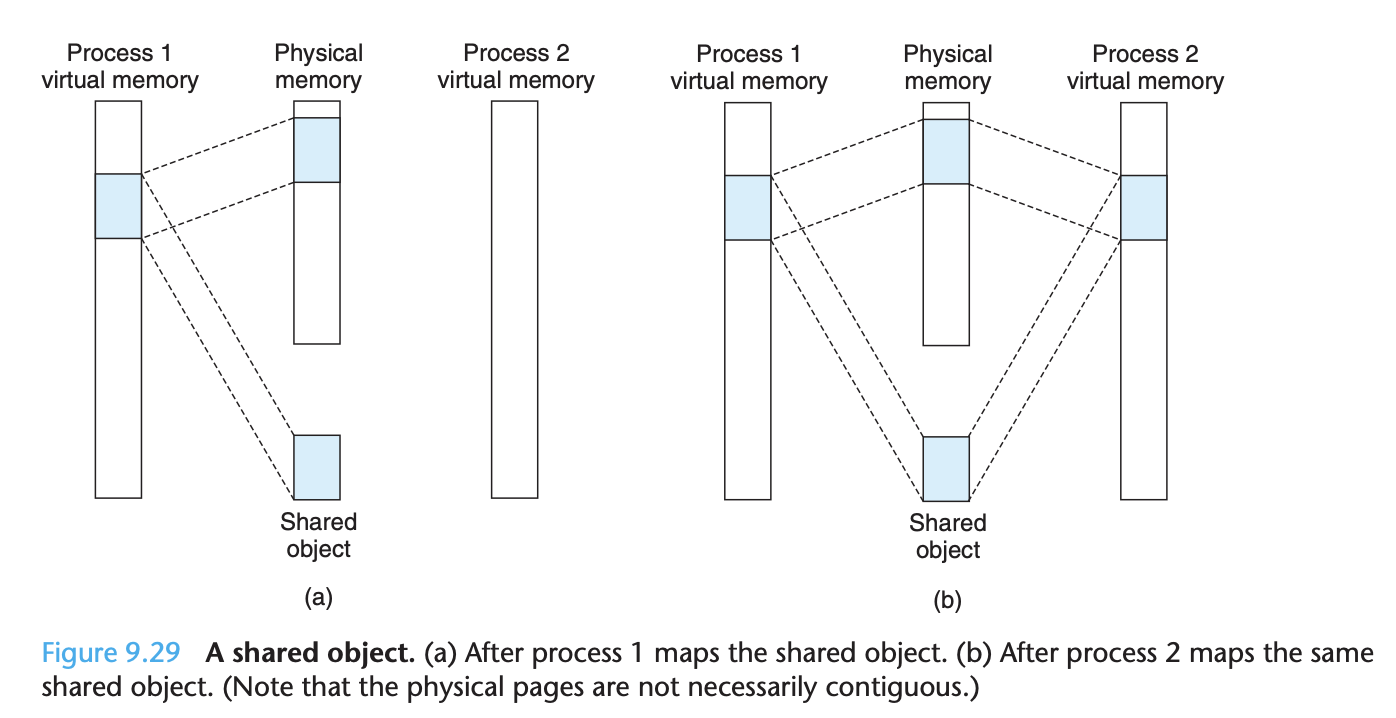 Process 1
virtual memory
Physical
memory
Process 2
virtual memory
Shared
object
(a)
Process 1
virtual memory
Physical
memory
Process 2
virtual memory
Shared
object
(b)
Figure 9.29 A shared object. (a) After process 1 maps the shared object. (b) After process 2 maps the same
shared object. (Note that the physical pages are not necessarily contiguous.)